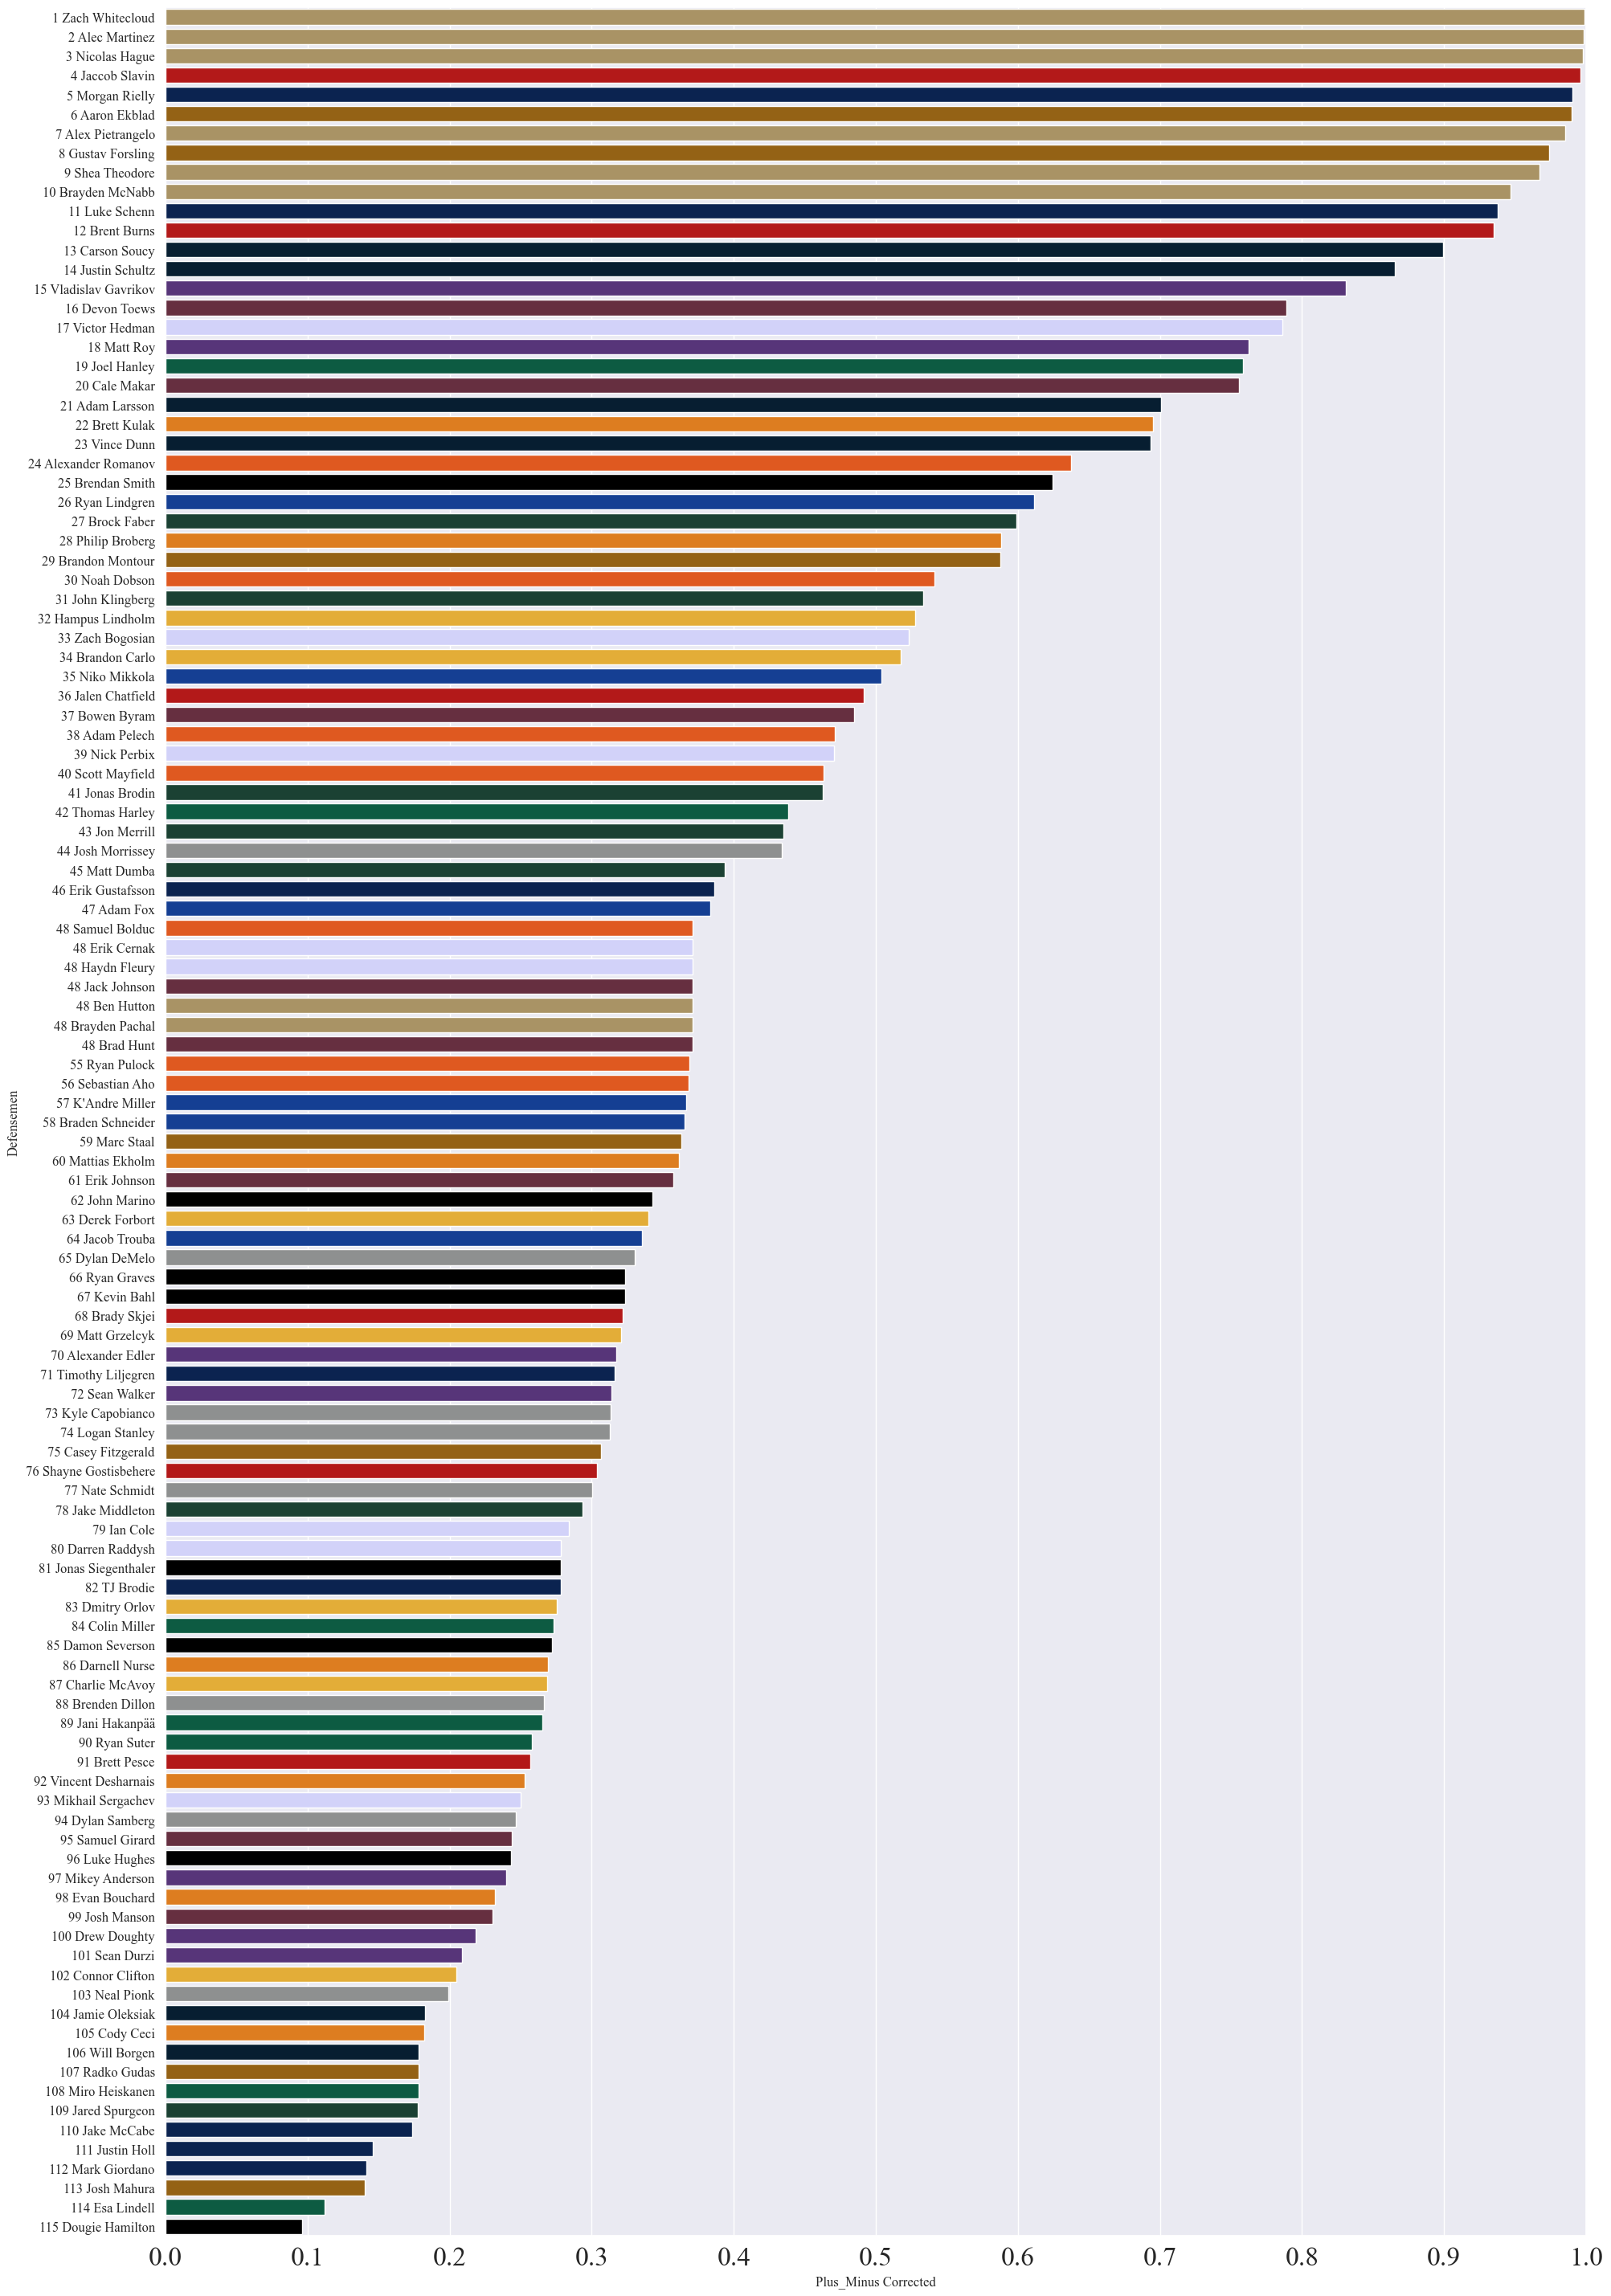 1 Zach Whitecloud
2 Alec Martinez
3 Nicolas Hague
4 Jaccob Slavin
5 Morgan Rielly
6 Aaron Ekblad
7 Alex Pietrangelo
8 Gustav Forsling
9 Shea Theodore
10 Brayden McNabb
11 Luke Schenn
12 Brent Burns
13 Carson Soucy
14 Justin Schultz
15 Vladislav Gavrikov
16 Devon Toews
17 Victor Hedman
18 Matt Roy
19 Joel Hanley
20 Cale Makar
21 Adam Larsson
22 Brett Kulak
23 Vince Dunn
24 Alexander Romanov
25 Brendan Smith
26 Ryan Lindgren
27 Brock Faber
28 Philip Broberg
29 Brandon Montour
30 Noah Dobson
31 John Klingberg
32 Hampus Lindholm
33 Zach Bogosian
34 Brandon Carlo
35 Niko Mikkola
36 Jalen Chatfield
37 Bowen Byram
38 Adam Pelech
39 Nick Perbix
40 Scott Mayfield
41 Jonas Brodin
42 Thomas Harley
43 Jon Merrill
44 Josh Morrissey
45 Matt Dumba
46 Erik Gustafsson
47 Adam Fox
48 Samuel Bolduc
48 Erik Cernak
48 Haydn Fleury
48 Jack Johnson
48 Ben Hutton
48 Brayden Pachal
48 Brad Hunt
55 Ryan Pulock
56 Sebastian Aho
57 K'Andre Miller
58 Braden Schneider
59 Marc Staal
60 Mattias Ekholm
61 Erik Johnson
62 John Marino
63 Derek Forbort
64 Jacob Trouba
65 Dylan DeMelo
66 Ryan Graves
67 Kevin Bahl
68 Brady Skjei
69 Matt Grzelcyk
70 Alexander Edler
71 Timothy Liljegren
72 Sean Walker
73 Kyle Capobianco
74 Logan Stanley
75 Casey Fitzgerald
76 Shayne Gostisbehere
77 Nate Schmidt
78 Jake Middleton
79 Ian Cole
80 Darren Raddysh
81 Jonas Siegenthaler
82 TJ Brodie
83 Dmitry Orlov
84 Colin Miller
85 Damon Severson
86 Darnell Nurse
87 Charlie McAvoy
88 Brenden Dillon
89 Jani Hakanpää
90 Ryan Suter
91 Brett Pesce
92 Vincent Desharnais
93 Mikhail Sergachev
94 Dylan Samberg
95 Samuel Girard
96 Luke Hughes
97 Mikey Anderson
98 Evan Bouchard
99 Josh Manson
100 Drew Doughty
101 Sean Durzi
102 Connor Clifton
103 Neal Pionk
104 Jamie Oleksiak
105 Cody Ceci
106 Will Borgen
107 Radko Gudas
108 Miro Heiskanen
109 Jared Spurgeon
110 Jake McCabe
111 Justin Holl
112 Mark Giordano
113 Josh Mahura
114 Esa Lindell
115 Dougie Hamilton
Defensemen
0.0 0.1 0.2 0.3 0.4 0.5 0.6 0.7 0.8 0.9 1.0
Plus_Minus Corrected